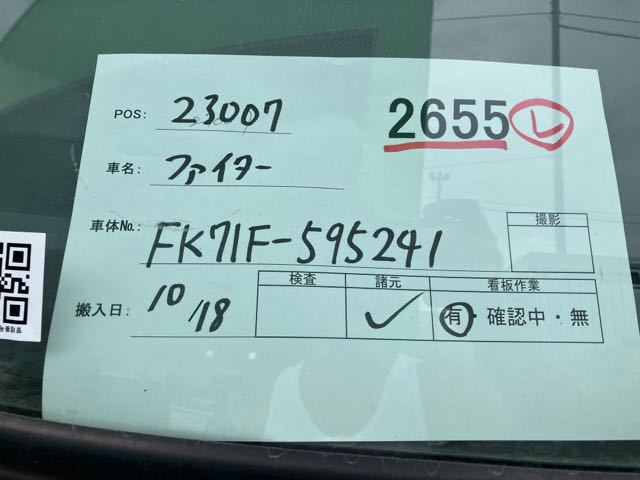 POS: 23007
2655 レ
車名: ファイター
車体No.: FK71F-595241
撮影
搬入日: 10/18
検査 諸元 看板作業
✓ 有・確認中・無